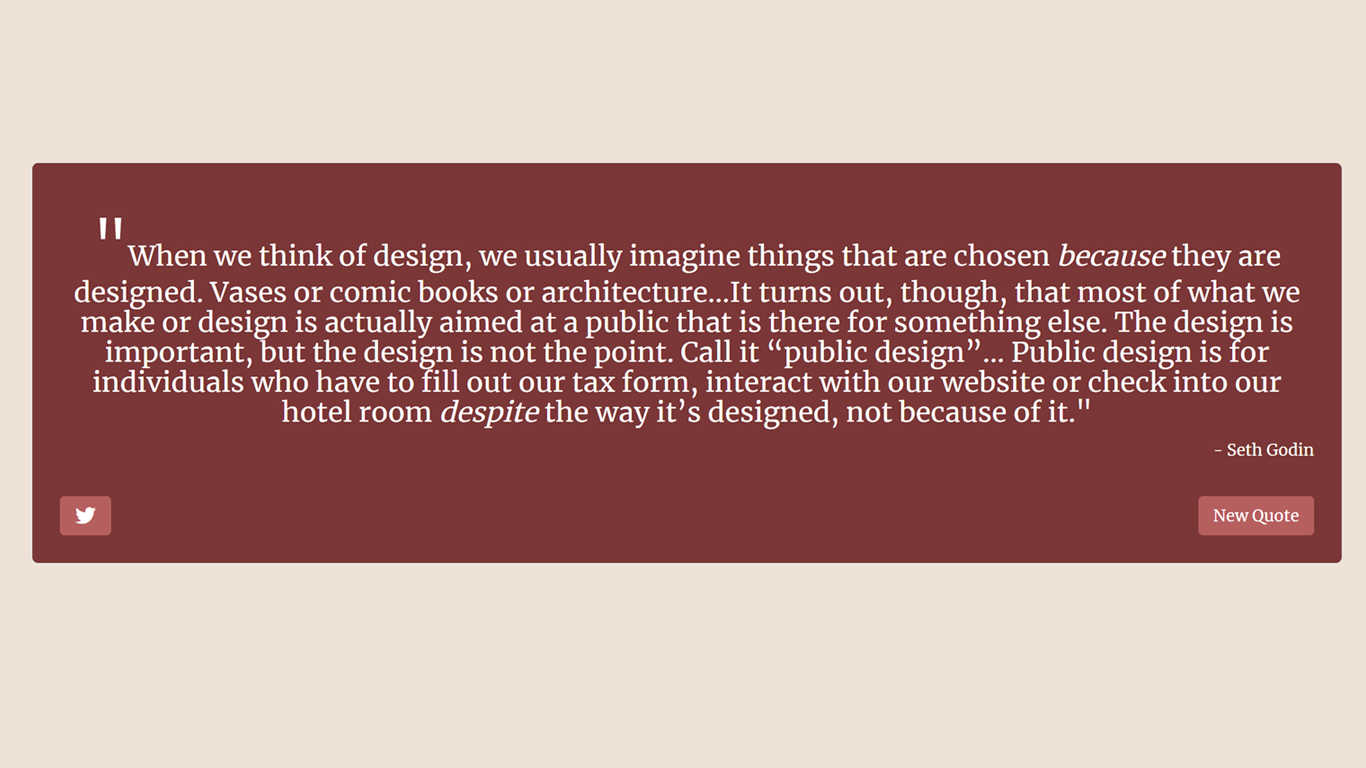 "When we think of design, we usually imagine things that are chosen because they are
designed. Vases or comic books or architecture…It turns out, though, that most of what we
make or design is actually aimed at a public that is there for something else. The design is
important, but the design is not the point. Call it “public design”… Public design is for
individuals who have to fill out our tax form, interact with our website or check into our
hotel room despite the way it’s designed, not because of it."
- Seth Godin
New Quote